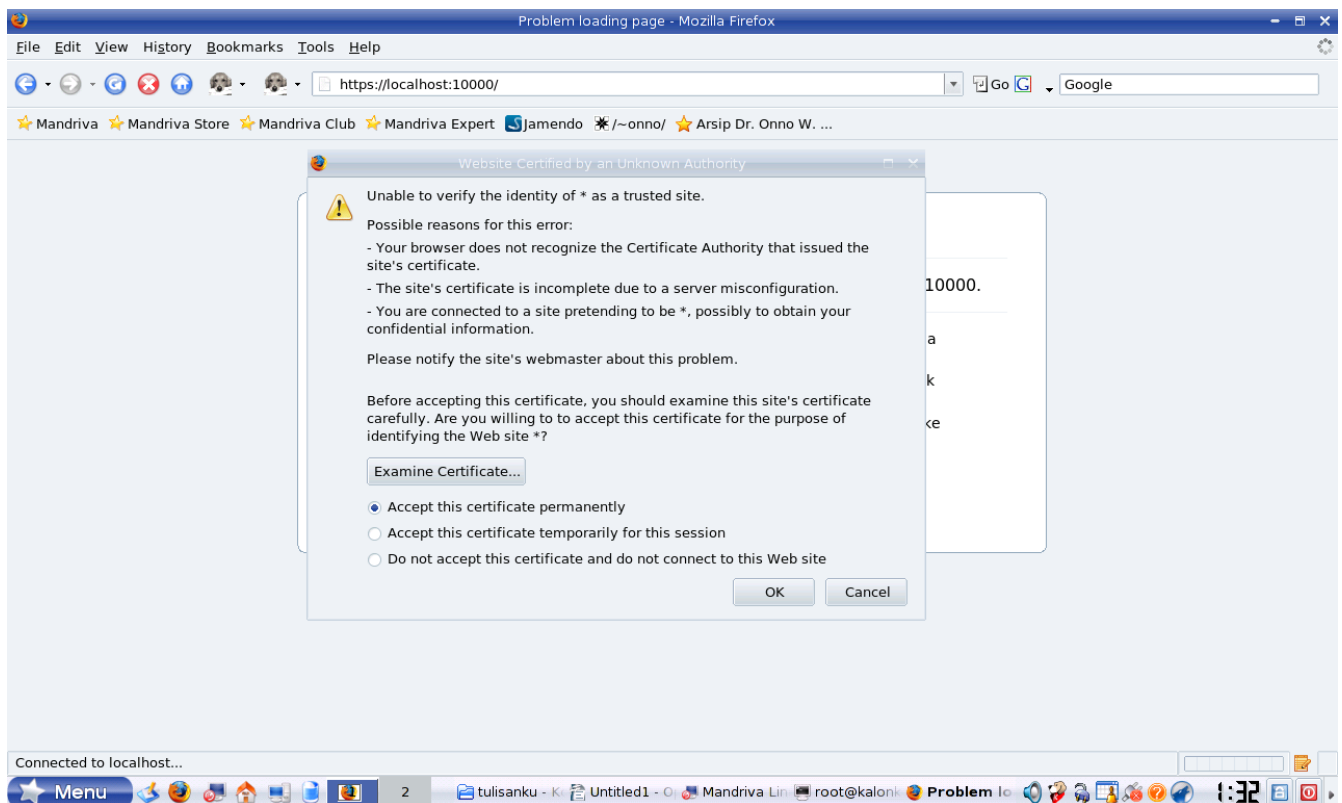 Problem loading page - Mozilla Firefox
File Edit View History Bookmarks Tools Help
https://localhost:10000/ Go G Google
Mandriva Mandriva Store Mandriva Club Mandriva Expert Jamendo /~onno/ Arsip Dr. Onno W. ...
Website Certified by an Unknown Authority
Unable to verify the identity of * as a trusted site.
Possible reasons for this error:
- Your browser does not recognize the Certificate Authority that issued the
site's certificate.
- The site's certificate is incomplete due to a server misconfiguration.
- You are connected to a site pretending to be *, possibly to obtain your
confidential information.
Please notify the site's webmaster about this problem.
Before accepting this certificate, you should examine this site's certificate
carefully. Are you willing to to accept this certificate for the purpose of
identifying the Web site *?
Examine Certificate...
Accept this certificate permanently
Accept this certificate temporarily for this session
Do not accept this certificate and do not connect to this Web site
OK Cancel
10000.
a
k
ke
Connected to localhost...
Menu 2 tulisanku - K Untitled1 - O Mandriva Lin root@kalonk Problem lo 1:32